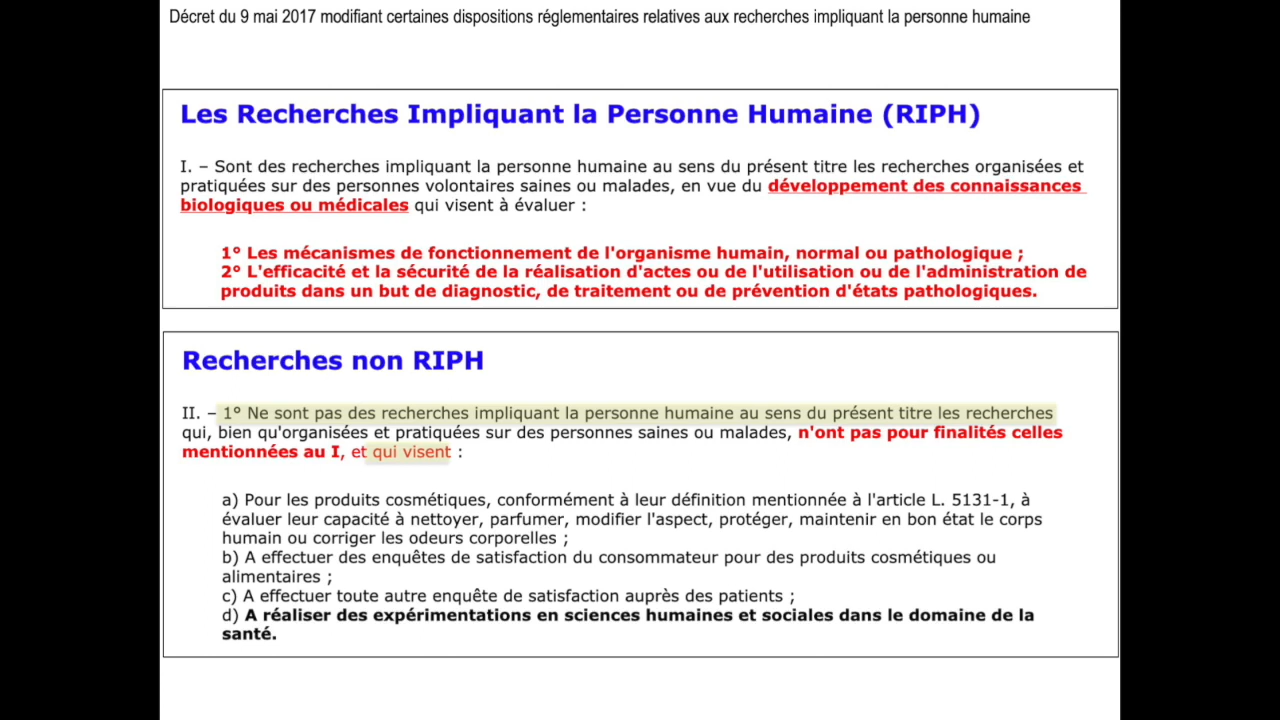 Décret du 9 mai 2017 modifiant certaines dispositions réglementaires relatives aux recherches impliquant la personne humaine
Les Recherches Impliquant la Personne Humaine (RIPH)
I. – Sont des recherches impliquant la personne humaine au sens du présent titre les recherches organisées et
pratiquées sur des personnes volontaires saines ou malades, en vue du développement des connaissances
biologiques ou médicales qui visent à évaluer :
1° Les mécanismes de fonctionnement de l'organisme humain, normal ou pathologique ;
2° L'efficacité et la sécurité de la réalisation d'actes ou de l'utilisation ou de l'administration de
produits dans un but de diagnostic, de traitement ou de prévention d'états pathologiques.
Recherches non RIPH
II. – 1° Ne sont pas des recherches impliquant la personne humaine au sens du présent titre les recherches
qui, bien qu'organisées et pratiquées sur des personnes saines ou malades, n'ont pas pour finalités celles
mentionnées au I, et qui visent :
a) Pour les produits cosmétiques, conformément à leur définition mentionnée à l'article L. 5131-1, à
évaluer leur capacité à nettoyer, parfumer, modifier l'aspect, protéger, maintenir en bon état le corps
humain ou corriger les odeurs corporelles ;
b) A effectuer des enquêtes de satisfaction du consommateur pour des produits cosmétiques ou
alimentaires ;
c) A effectuer toute autre enquête de satisfaction auprès des patients ;
d) A réaliser des expérimentations en sciences humaines et sociales dans le domaine de la
santé.